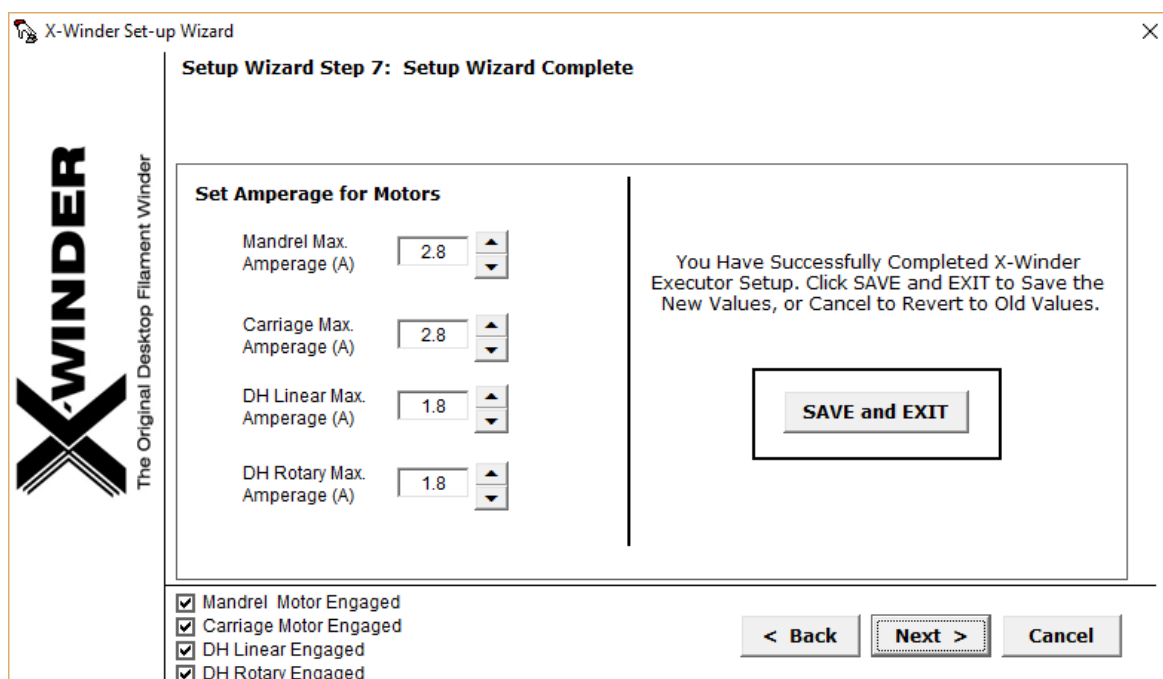 X-Winder Set-up Wizard
Setup Wizard Step 7: Setup Wizard Complete
X-WINDER
The Original Desktop Filament Winder
Set Amperage for Motors
Mandrel Max.
Amperage (A)
2.8
Carriage Max.
Amperage (A)
2.8
DH Linear Max.
Amperage (A)
1.8
DH Rotary Max.
Amperage (A)
1.8
You Have Successfully Completed X-Winder
Executor Setup. Click SAVE and EXIT to Save the
New Values, or Cancel to Revert to Old Values.
SAVE and EXIT
Mandrel Motor Engaged
Carriage Motor Engaged
DH Linear Engaged
DH Rotary Engaged
< Back
Next >
Cancel